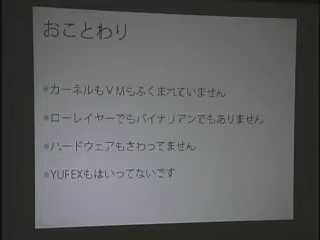 おことわり
カーネルもVMもふくまれていません
ローレイヤーでもバイナリアンでもありません
ハードウェアもさわってません
YUREXもはいってないです